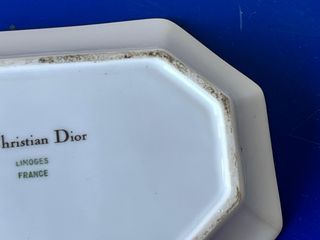 hristian Dior
LIMOGES
FRANCE